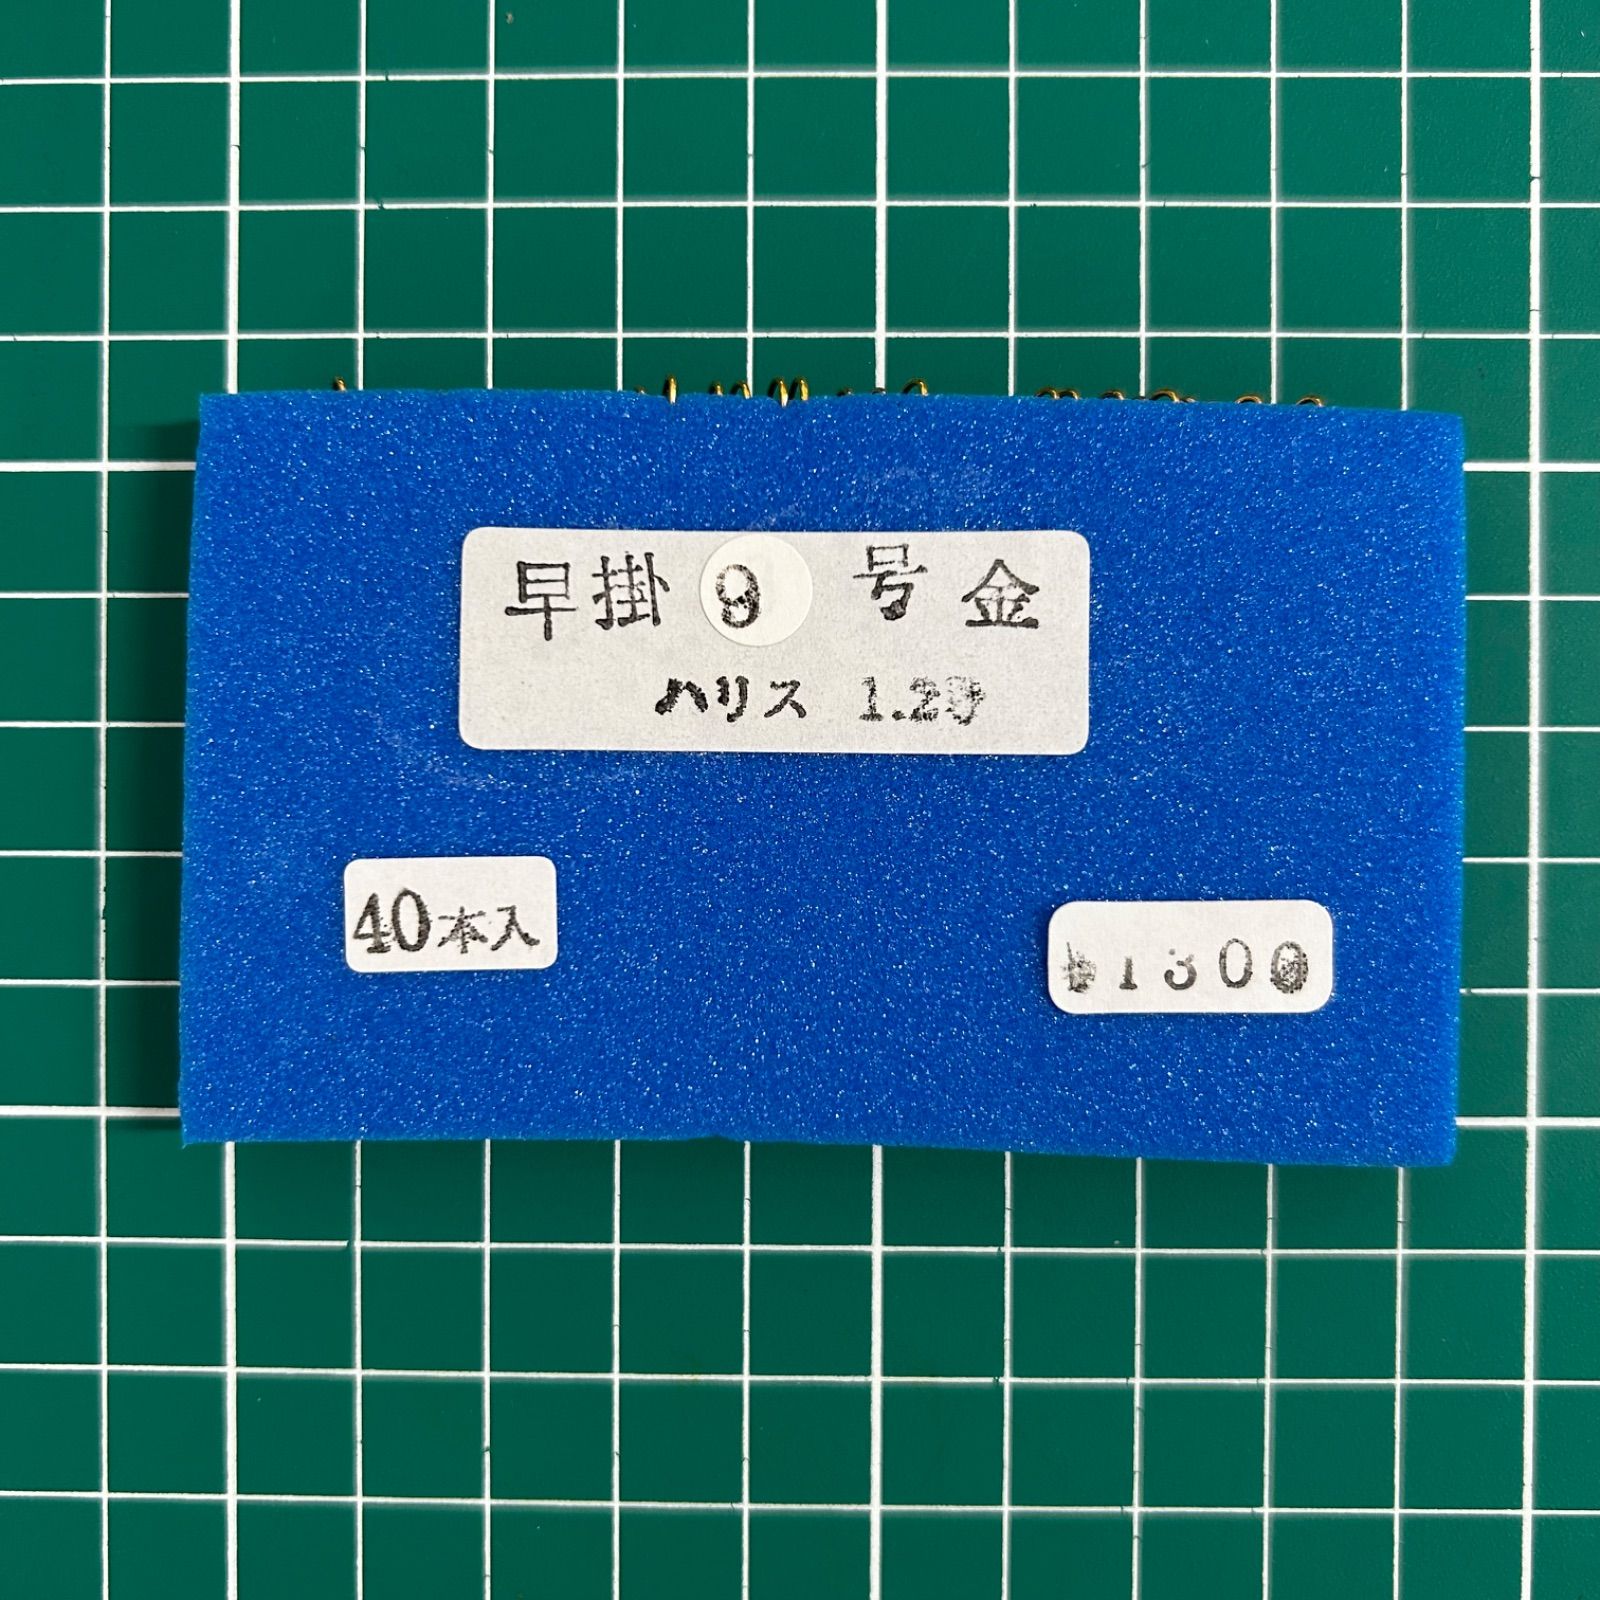 早掛 9 号 金
ハリス 1.2号
40本入
¥1300